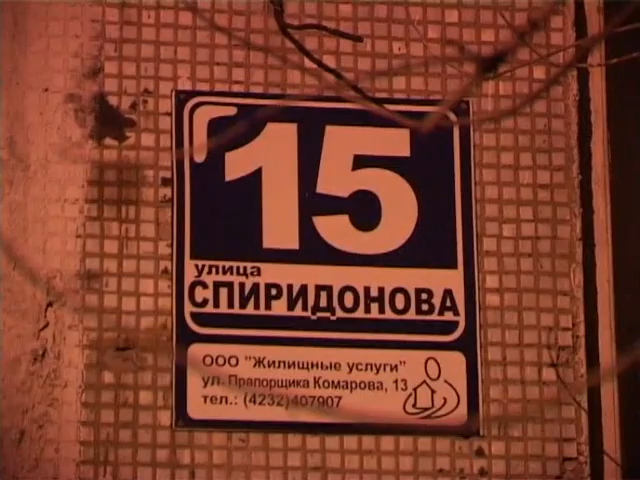 15
улица
СПИРИДОНОВА
ООО "Жилищные услуги"
ул. Прапорщика Комарова, 13
тел.: (4232)407907